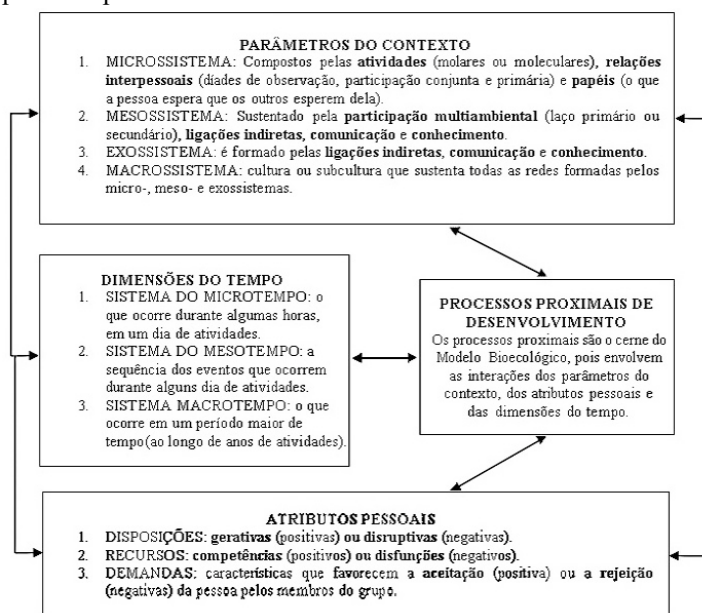 PARÂMETROS DO CONTEXTO
1. MICROSSISTEMA: Compostos pelas atividades (molares ou moleculares), relações
interpessoais (díades de observação, participação conjunta e primária) e papéis (o que
a pessoa espera que os outros esperem dela).
2. MESOSSISTEMA: Sustentado pela participação multiambiental (laço primário ou
secundário), ligações indiretas, comunicação e conhecimento.
3. EXOSSISTEMA: é formado pelas ligações indiretas, comunicação e conhecimento.
4. MACROSSISTEMA: cultura ou subcultura que sustenta todas as redes formadas pelos
micro-, meso- e exossistemas.
DIMENSÕES DO TEMPO
1. SISTEMA DO MICROTEMPO: o
que ocorre durante algumas horas,
em um dia de atividades.
2. SISTEMA DO MESOTEMPO: a
sequência dos eventos que ocorrem
durante alguns dia de atividades.
3. SISTEMA MACROTEMPO: o que
ocorre em um período maior de
tempo(ao longo de anos de atividades).
PROCESSOS PROXIMAIS DE
DESENVOLVIMENTO
Os processos proximais são o cerne do
Modelo Bioecológico, pois envolvem
as interações dos parâmetros do
contexto, dos atributos pessoais e
das dimensões do tempo.
ATRIBUTOS PESSOAIS
1. DISPOSIÇÕES: gerativas (positivas) ou disruptivas (negativas).
2. RECURSOS: competências (positivos) ou disfunções (negativos).
3. DEMANDAS: características que favorecem a aceitação (positiva) ou a rejeição
(negativas) da pessoa pelos membros do grupo.